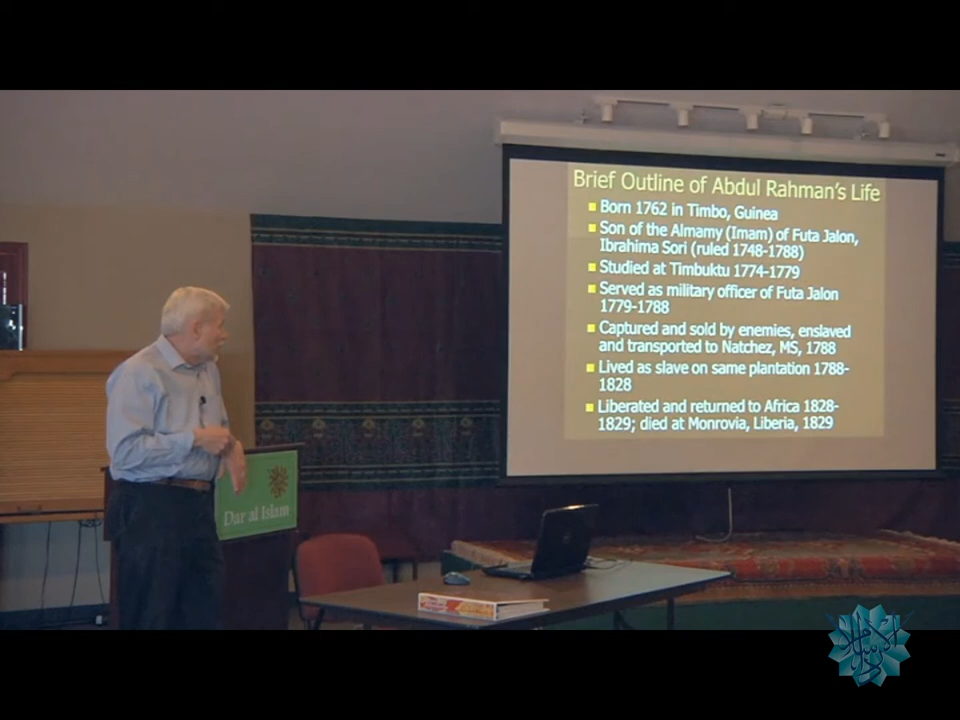 Brief Outline of Abdul Rahman's Life
Born 1762 in Timbo, Guinea
Son of the Almamy (Imam) of Futa Jalon,
Ibrahima Sori (ruled 1748-1788)
Studied at Timbuktu 1774-1779
Served as military officer of Futa Jalon
1779-1788
Captured and sold by enemies, enslaved
and transported to Natchez, MS, 1788
Lived as slave on same plantation 1788-
1828
Liberated and returned to Africa 1828-
1829; died at Monrovia, Liberia, 1829
Dar al Islam